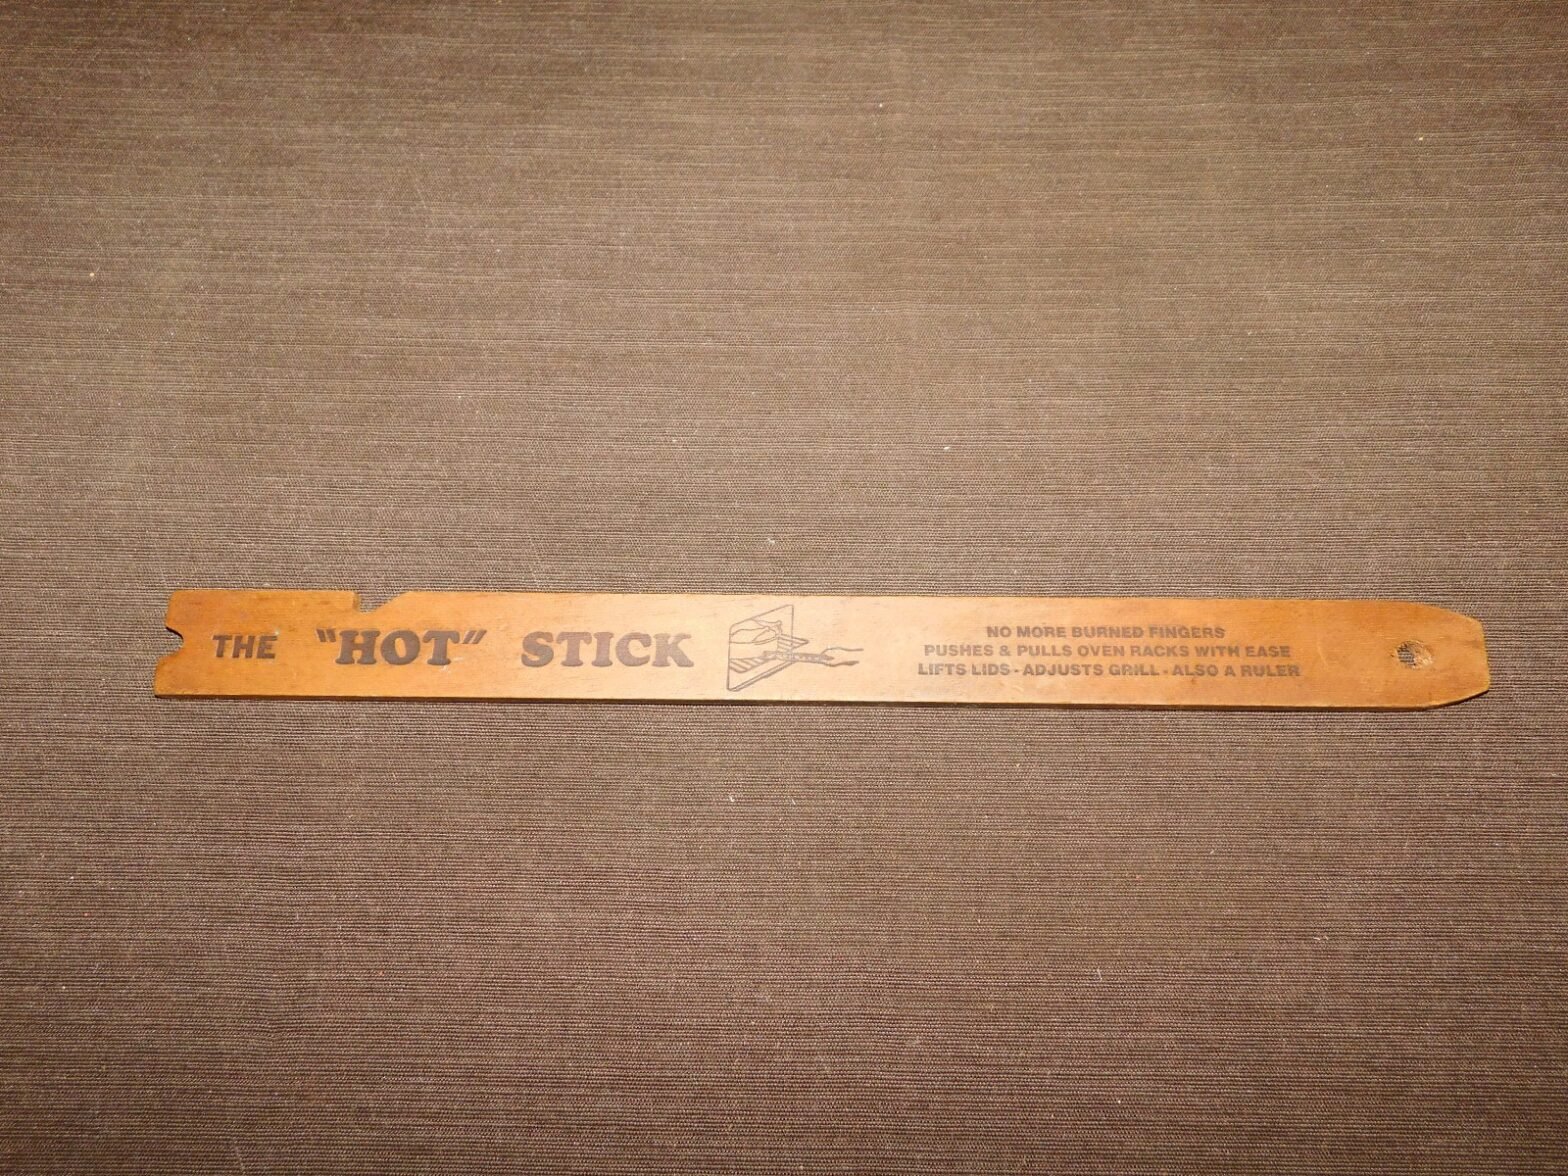 THE "HOT" STICK
NO MORE BURNED FINGERS
PUSHES & PULLS OVEN RACKS WITH EASE
LIFTS LIDS - ADJUSTS GRILL - ALSO A RULER